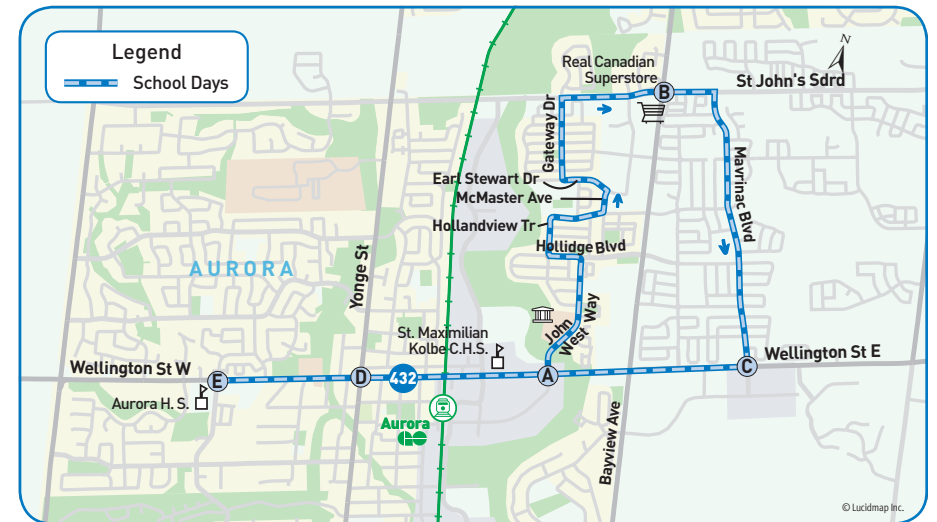 Legend
School Days
N
Real Canadian
Superstore
B
St John's Sdrd
Gateway Dr
Earl Stewart Dr
McMaster Ave
Mavrinac Blvd
Hollandview Tr
Hollidge Blvd
AURORA
Yonge St
John
West Way
St. Maximilian
Kolbe C.H.S.
Wellington St W
Wellington St E
E
D
432
A
C
Aurora H. S.
Aurora
GO
Bayview Ave
© Lucidmap Inc.